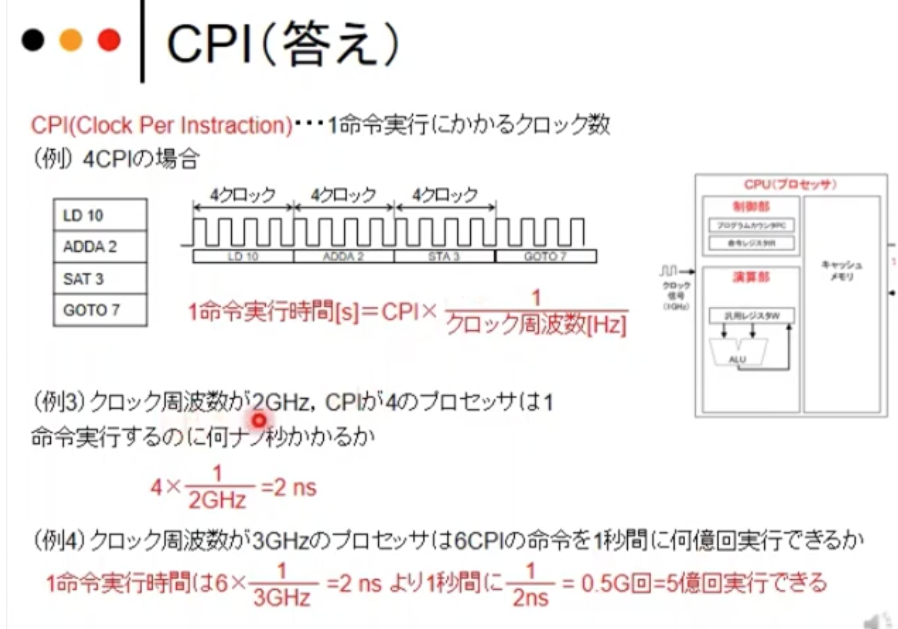 CPI(答え)
CPI(Clock Per Instraction)・・・1命令実行にかかるクロック数
(例) 4CPIの場合
LD 10
ADDA 2
SAT 3
GOTO 7
4クロック 4クロック 4クロック
LD 10 ADDA 2 STA 3 GOTO 7
1命令実行時間[s]=CPI× 1/クロック周波数[Hz]
CPU(プロセッサ)
制御部
プログラムカウンタPC
命令レジスタIR
演算部
汎用レジスタW
ALU
キャッシュ
メモリ
クロック
信号
(1GHz)
(例3) クロック周波数が2GHz, CPIが4のプロセッサは1
命令実行するのに何ナノ秒かかるか
4× 1/2GHz =2 ns
(例4) クロック周波数が3GHzのプロセッサは6CPIの命令を1秒間に何億回実行できるか
1命令実行時間は6× 1/3GHz =2 ns より1秒間に 1/2ns = 0.5G回=5億回実行できる